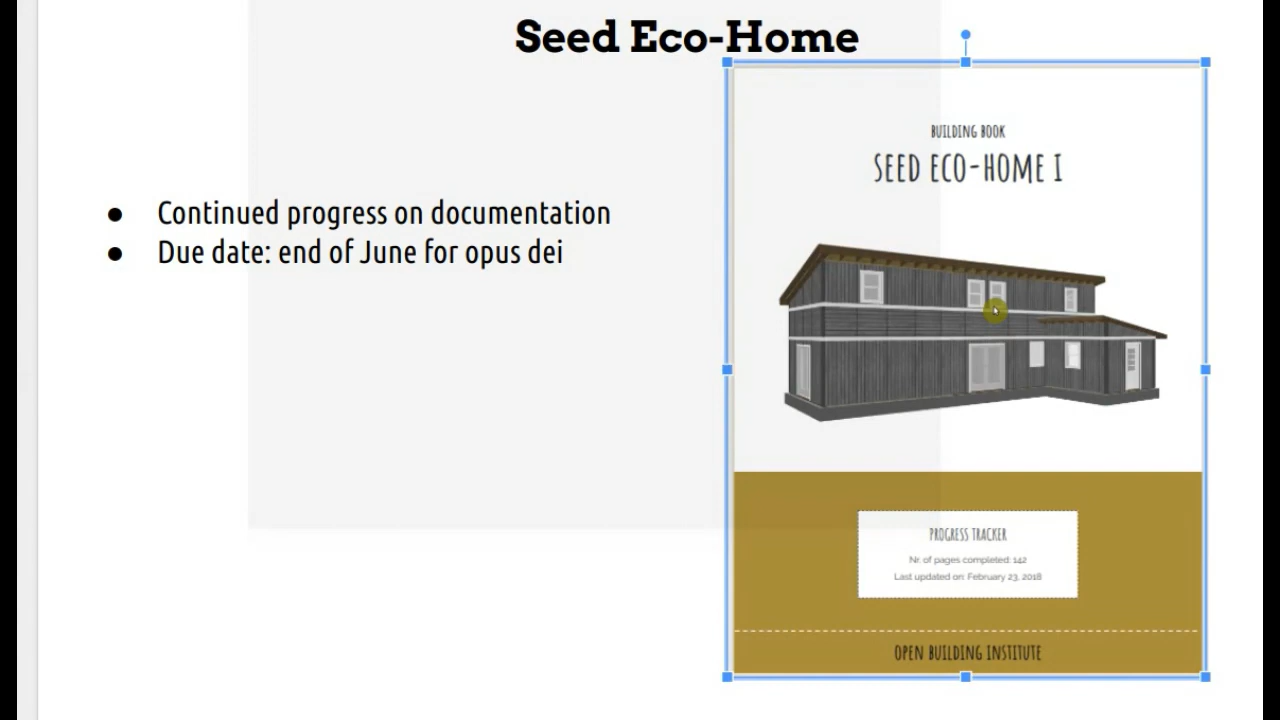 Seed Eco-Home
● Continued progress on documentation
● Due date: end of June for opus dei
BUILDING BOOK
SEED ECO-HOME I
PROGRESS TRACKER
Nr. of pages completed: 142
Last updated on: February 23, 2018
OPEN BUILDING INSTITUTE